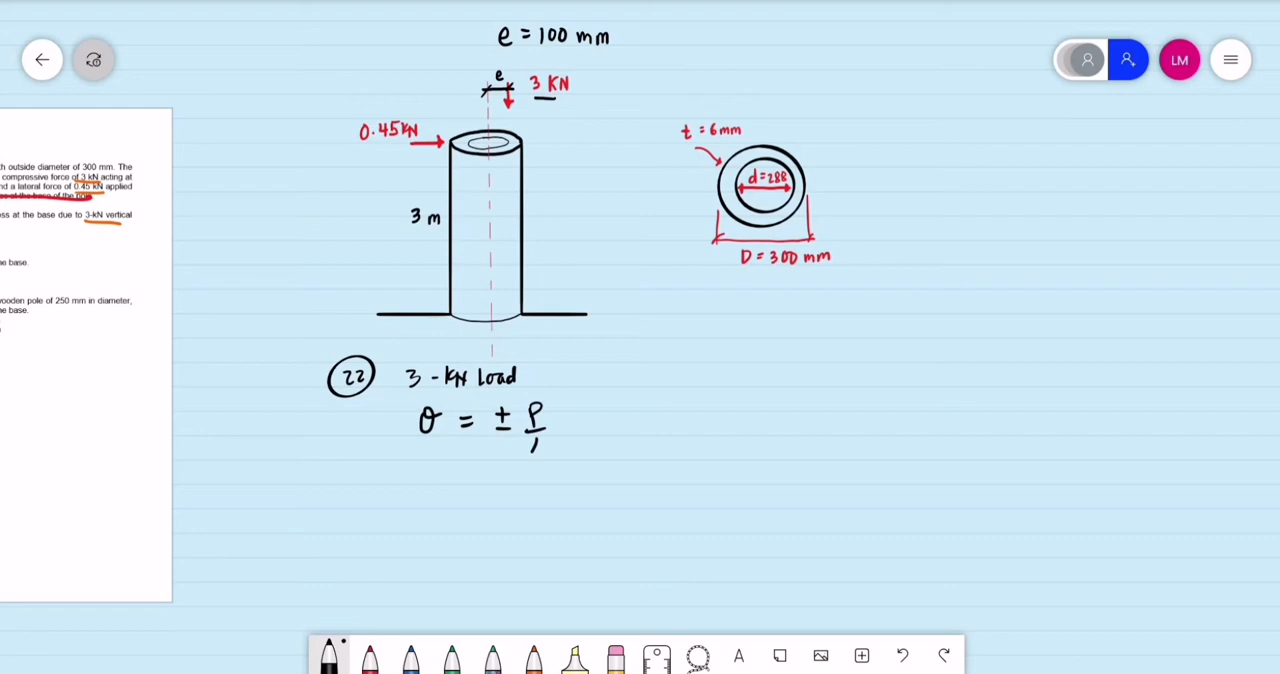 e = 100 mm
e
3 KN
LM
0.45KN
t = 6mm
d=288
3 m
D = 300 mm
h outside diameter of 300 mm. The
compressive force of 3 kN acting at
nd a lateral force of 0.45 kN applied
ss at the base due to 3-kN vertical
he base.
wooden pole of 250 mm in diameter,
he base.
22 3 - KN Load
σ = ± P/
A